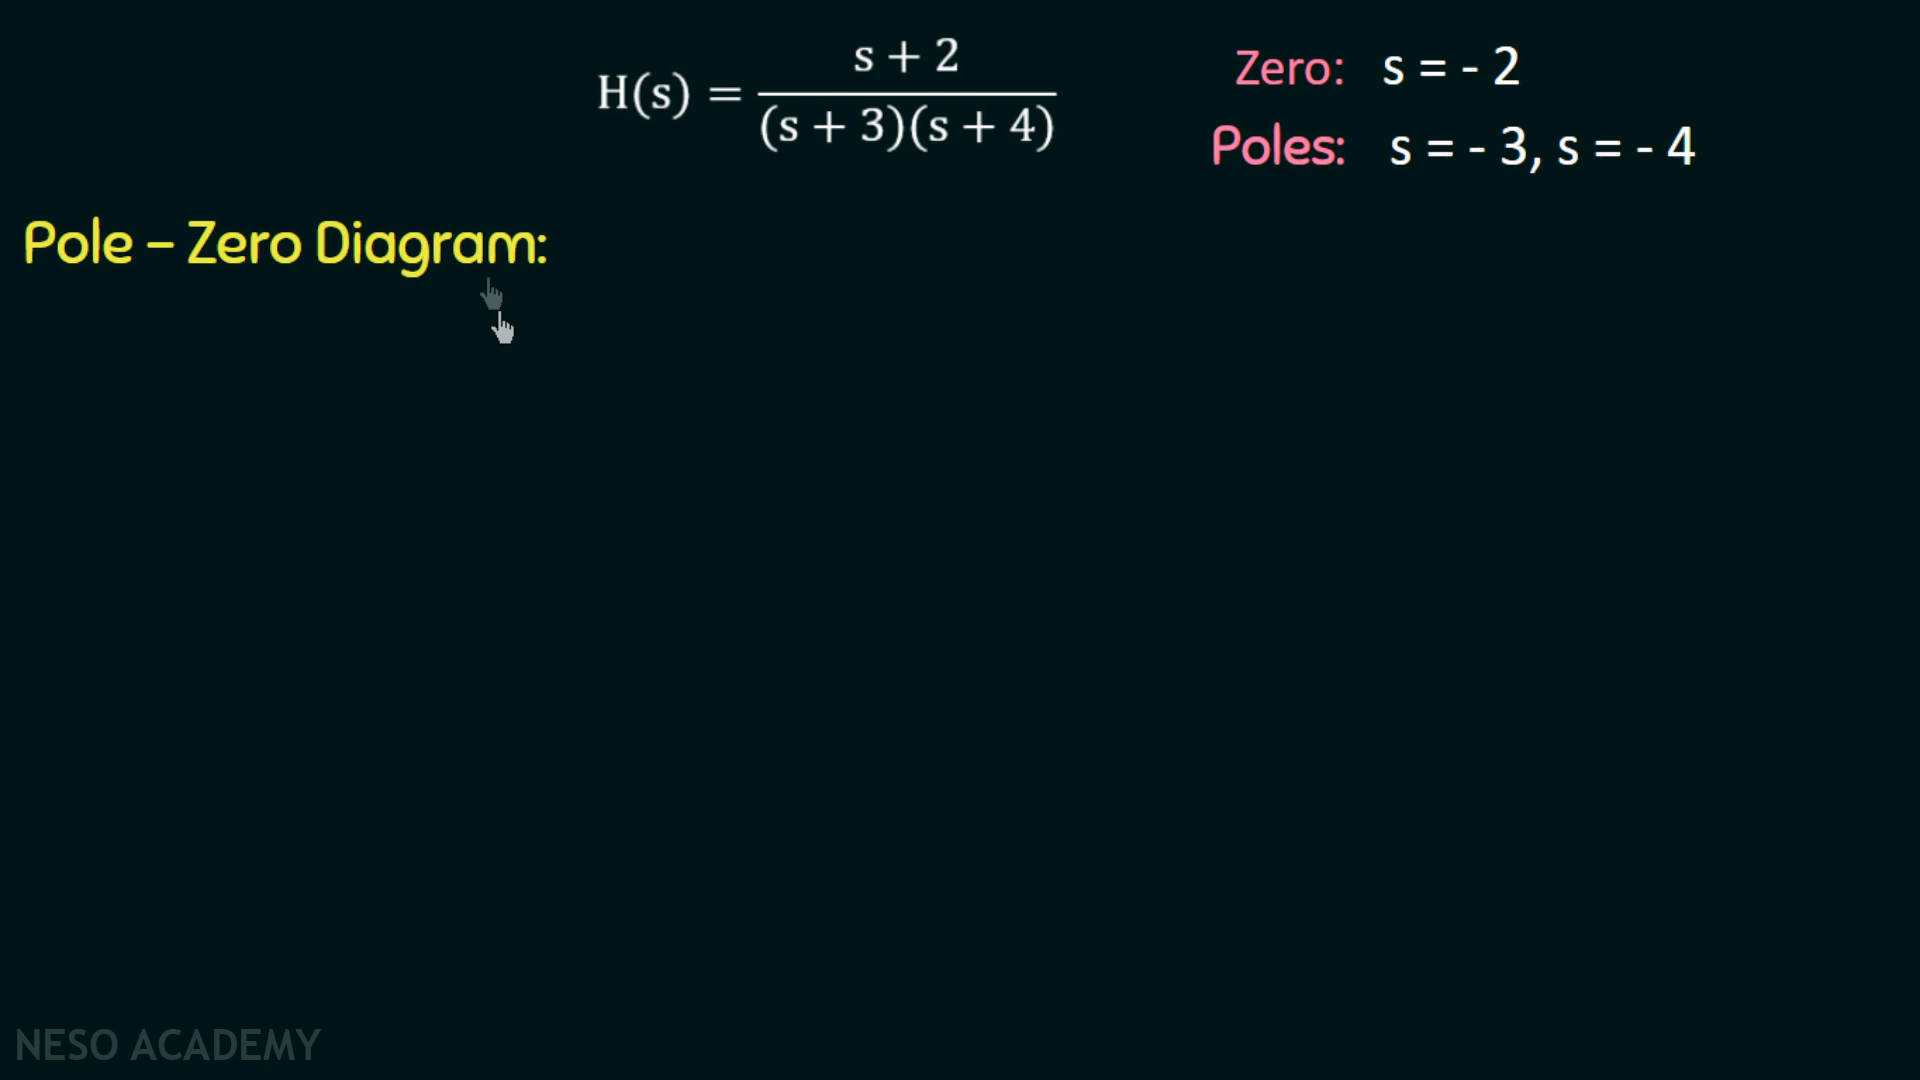 H(s) = (s + 2) / ((s + 3)(s + 4))
Zero: s = - 2
Poles: s = - 3, s = - 4
Pole – Zero Diagram:
NESO ACADEMY